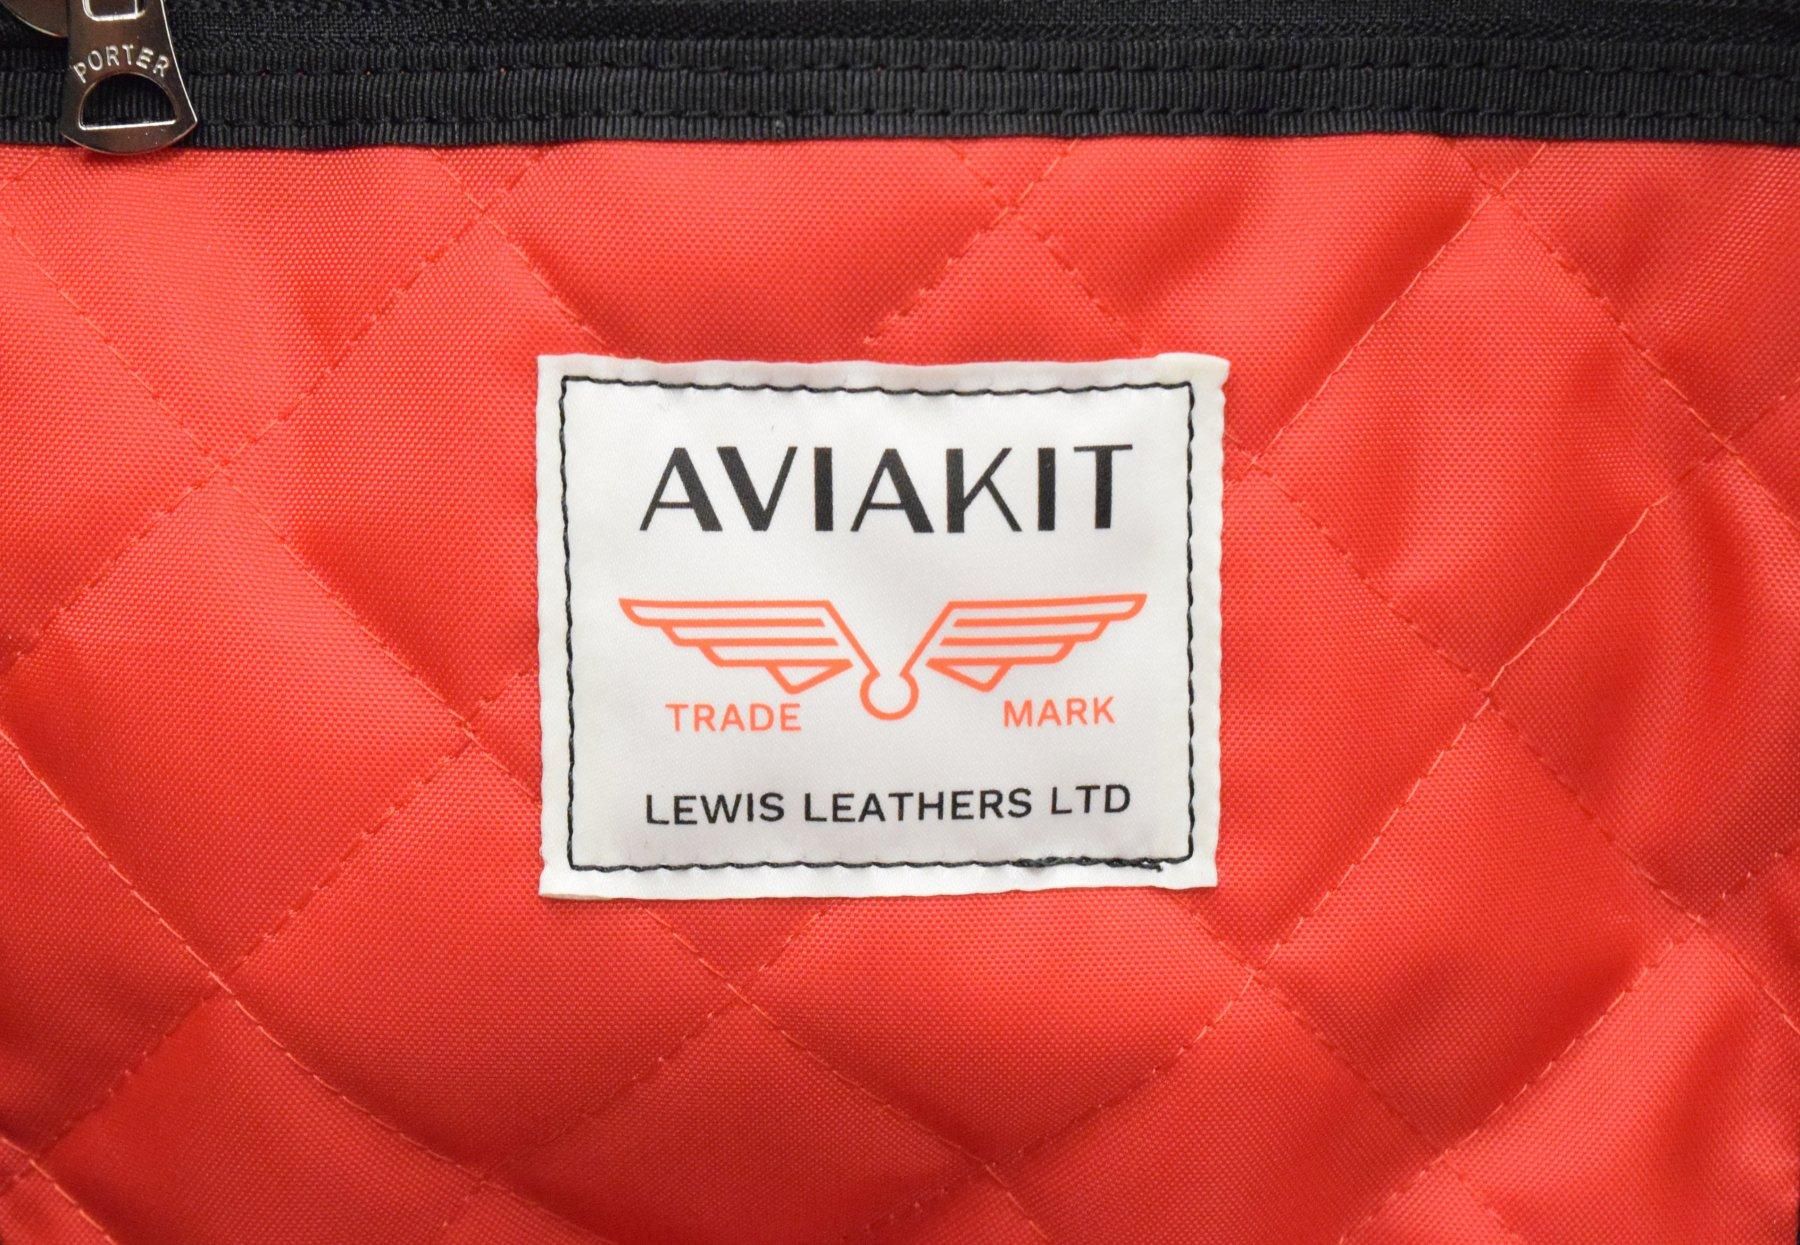 PORTER
AVIAKIT
TRADE MARK
LEWIS LEATHERS LTD